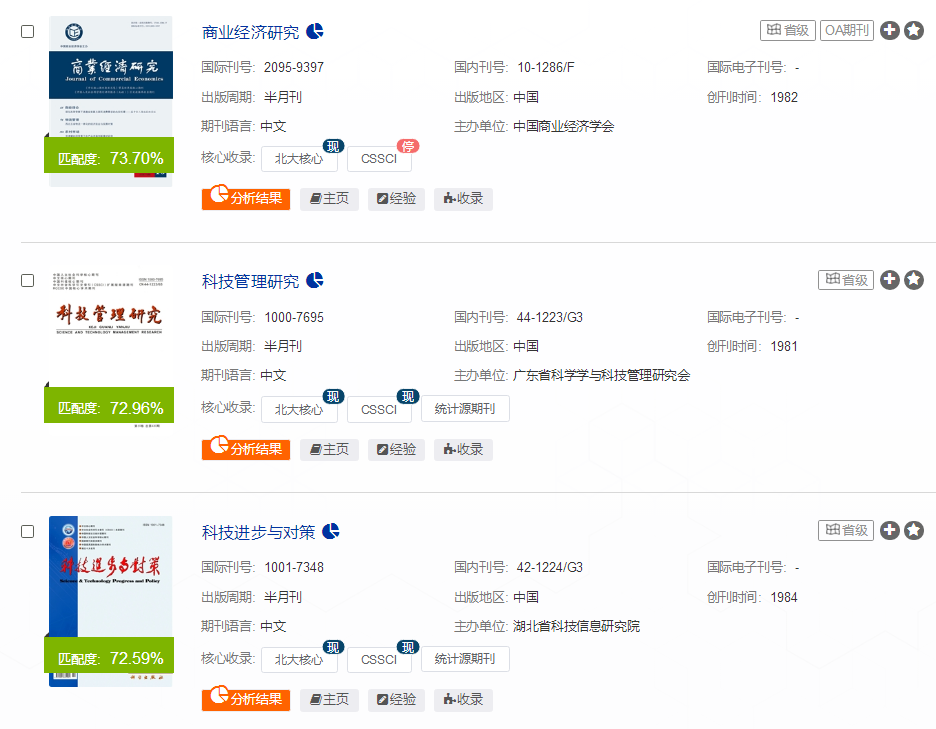 商业经济研究 省级 OA期刊
国际刊号: 2095-9397 国内刊号: 10-1286/F 国际电子刊号: -
出版周期: 半月刊 出版地区: 中国 创刊时间: 1982
期刊语言: 中文 主办单位: 中国商业经济学会
核心收录: 北大核心 现 CSSCI 停
分析结果 主页 经验 收录
商業經濟研究
Journal of Commercial Economics
匹配度: 73.70%
科技管理研究 省级
国际刊号: 1000-7695 国内刊号: 44-1223/G3 国际电子刊号: -
出版周期: 半月刊 出版地区: 中国 创刊时间: 1981
期刊语言: 中文 主办单位: 广东省科学学与科技管理研究会
核心收录: 北大核心 现 CSSCI 现 统计源期刊
分析结果 主页 经验 收录
科技管理研究
KEJI GUANLI YANJIU
SCIENCE AND TECHNOLOGY MANAGEMENT RESEARCH
匹配度: 72.96%
科技进步与对策 省级
国际刊号: 1001-7348 国内刊号: 42-1224/G3 国际电子刊号: -
出版周期: 半月刊 出版地区: 中国 创刊时间: 1984
期刊语言: 中文 主办单位: 湖北省科技信息研究院
核心收录: 北大核心 现 CSSCI 现 统计源期刊
分析结果 主页 经验 收录
科技進步与對策
Science & Technology Progress and Policy
匹配度: 72.59%